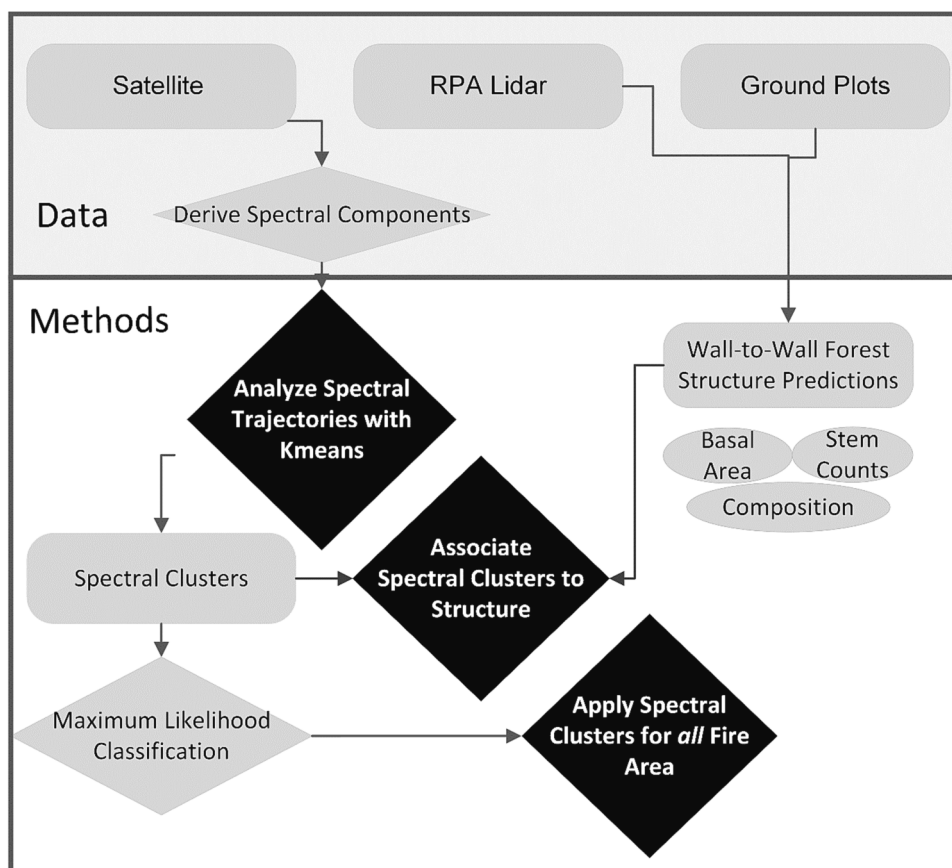 Satellite
RPA Lidar
Ground Plots
Derive Spectral Components
Data
Methods
Analyze Spectral
Trajectories with
Kmeans
Wall-to-Wall Forest
Structure Predictions
Basal
Area
Stem
Counts
Composition
Spectral Clusters
Associate
Spectral Clusters to
Structure
Maximum Likelihood
Classification
Apply Spectral
Clusters for all Fire
Area